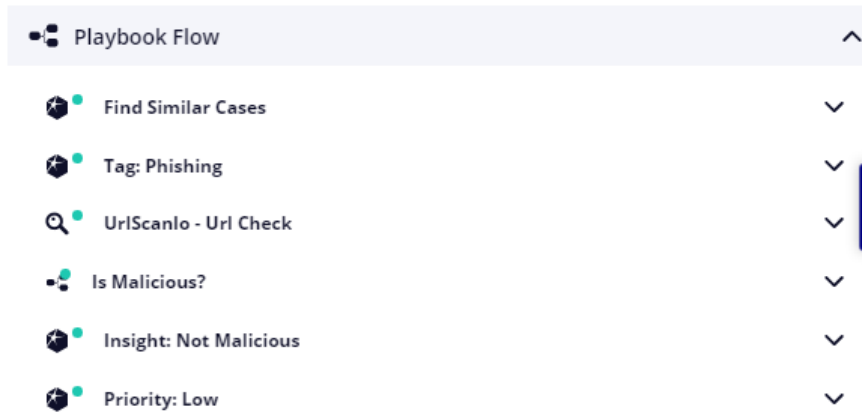 Playbook Flow
Find Similar Cases
Tag: Phishing
UrlScanIo - Url Check
Is Malicious?
Insight: Not Malicious
Priority: Low